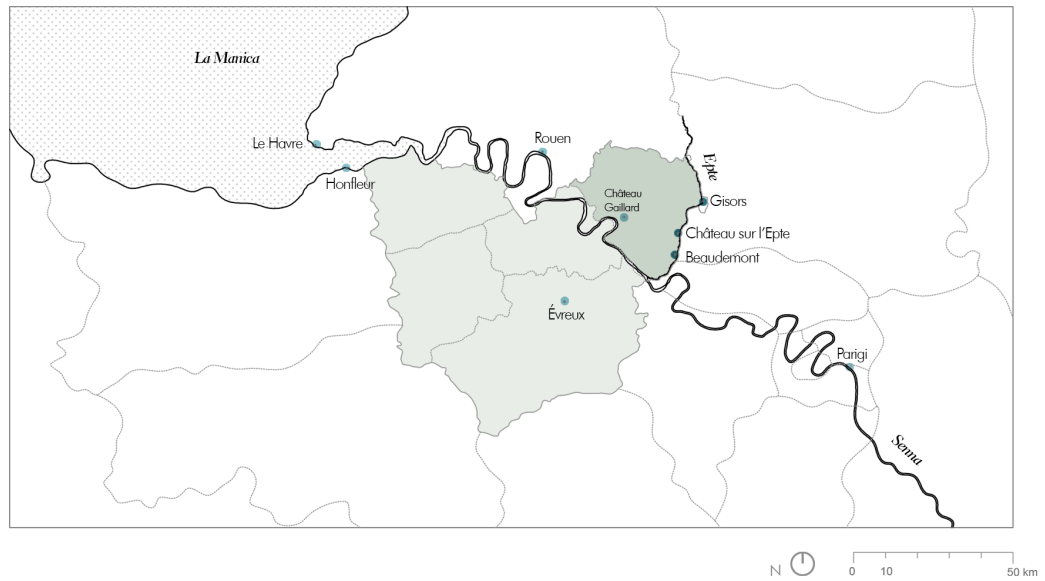 La Manica
Le Havre
Rouen
Honfleur
Epte
Château
Gaillard
Gisors
Château sur l'Epte
Beaudemont
Évreux
Parigi
Senna
N
0 10 50 km